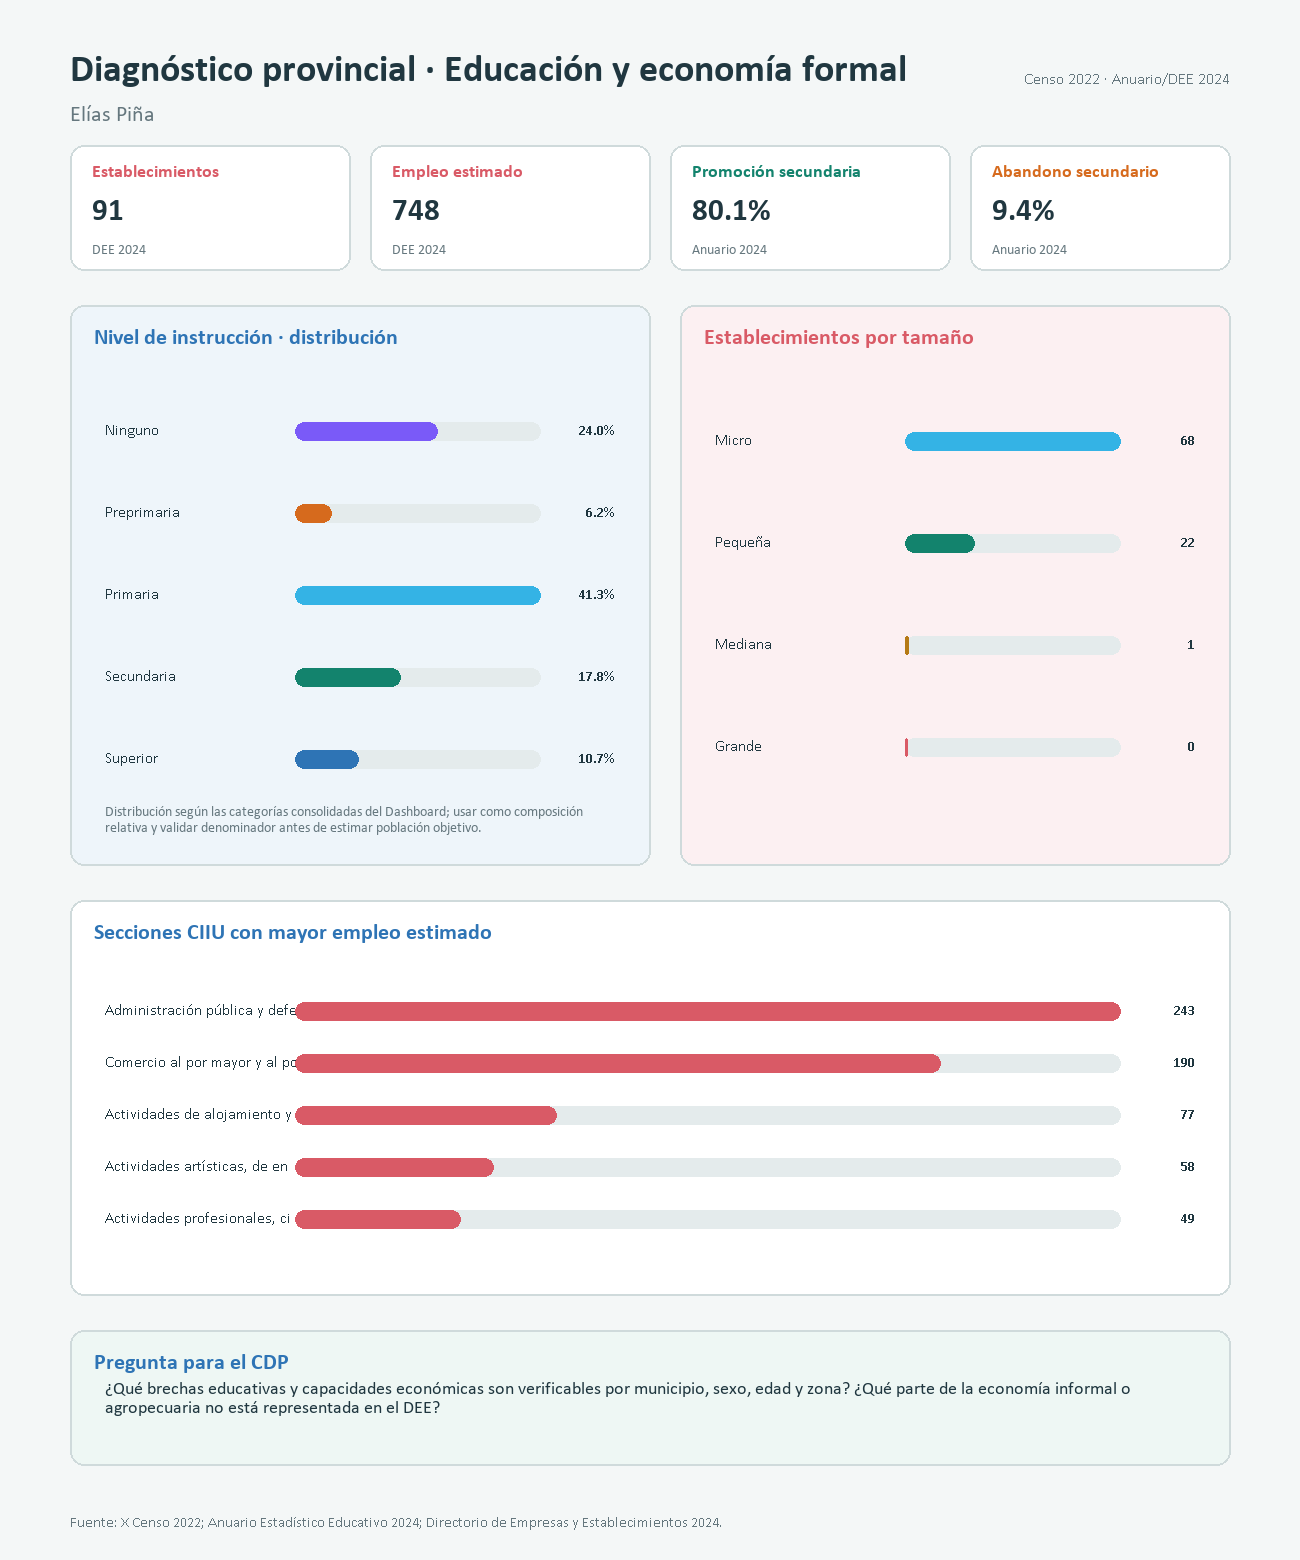 Diagnóstico provincial · Educación y economía formal
Censo 2022 · Anuario/DEE 2024
Elías Piña
Establecimientos
91
DEE 2024
Empleo estimado
748
DEE 2024
Promoción secundaria
80.1%
Anuario 2024
Abandono secundario
9.4%
Anuario 2024
Nivel de instrucción · distribución
Ninguno 24.0%
Preprimaria 6.2%
Primaria 41.3%
Secundaria 17.8%
Superior 10.7%
Distribución según las categorías consolidadas del Dashboard; usar como composición
relativa y validar denominador antes de estimar población objetivo.
Establecimientos por tamaño
Micro 68
Pequeña 22
Mediana 1
Grande 0
Secciones CIIU con mayor empleo estimado
Administración pública y defe 243
Comercio al por mayor y al po 190
Actividades de alojamiento y 77
Actividades artísticas, de en 58
Actividades profesionales, ci 49
Pregunta para el CDP
¿Qué brechas educativas y capacidades económicas son verificables por municipio, sexo, edad y zona? ¿Qué parte de la economía informal o
agropecuaria no está representada en el DEE?
Fuente: X Censo 2022; Anuario Estadístico Educativo 2024; Directorio de Empresas y Establecimientos 2024.